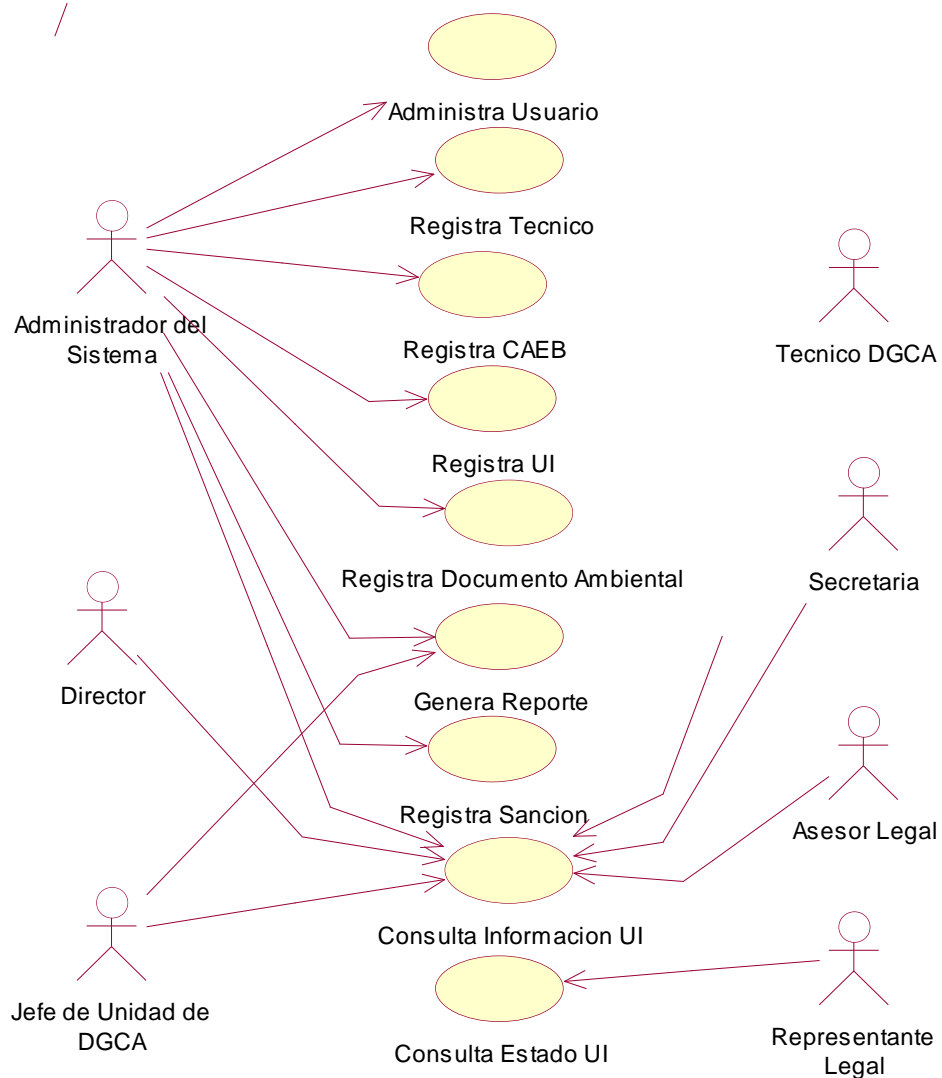 Administra Usuario
Registra Tecnico
Administrador del
Sistema
Registra CAEB
Tecnico DGCA
Registra UI
Registra Documento Ambiental
Secretaria
Director
Genera Reporte
Registra Sancion
Asesor Legal
Consulta Informacion UI
Jefe de Unidad de
DGCA
Consulta Estado UI
Representante
Legal